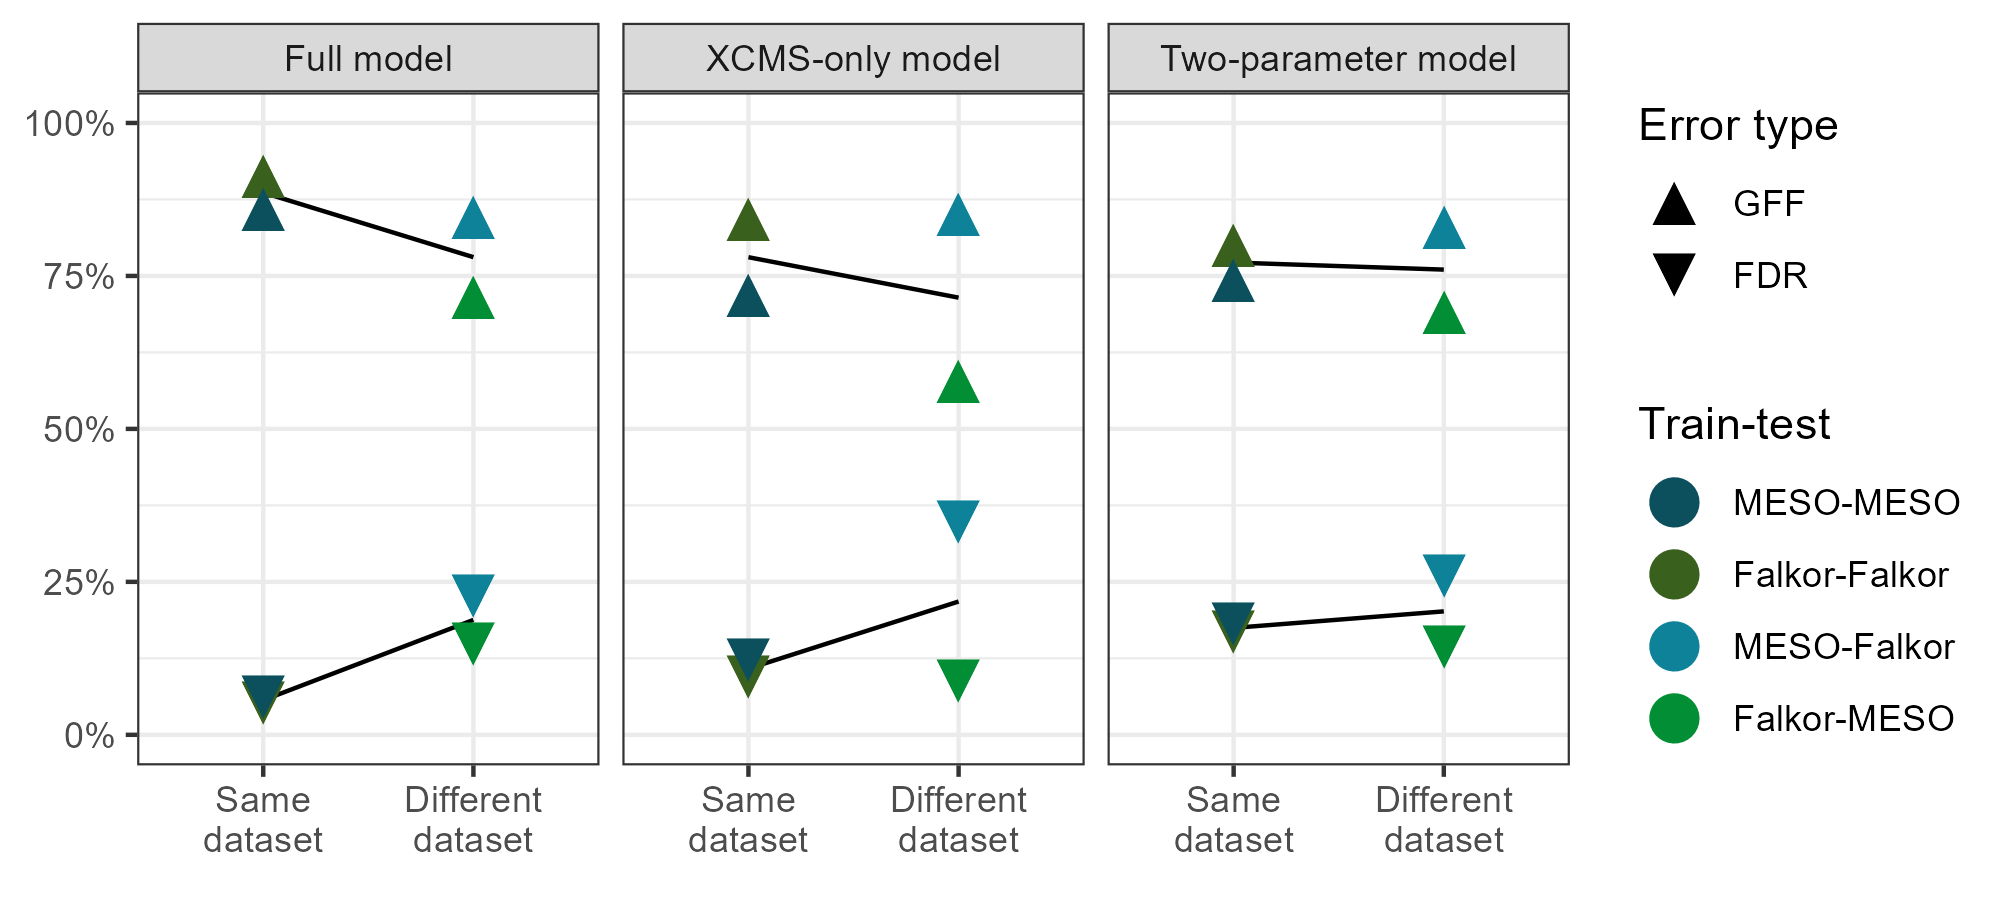 Full model
XCMS-only model
Two-parameter model
100%
75%
50%
25%
0%
Same
dataset
Different
dataset
Same
dataset
Different
dataset
Same
dataset
Different
dataset
Error type
GFF
FDR
Train-test
MESO-MESO
Falkor-Falkor
MESO-Falkor
Falkor-MESO